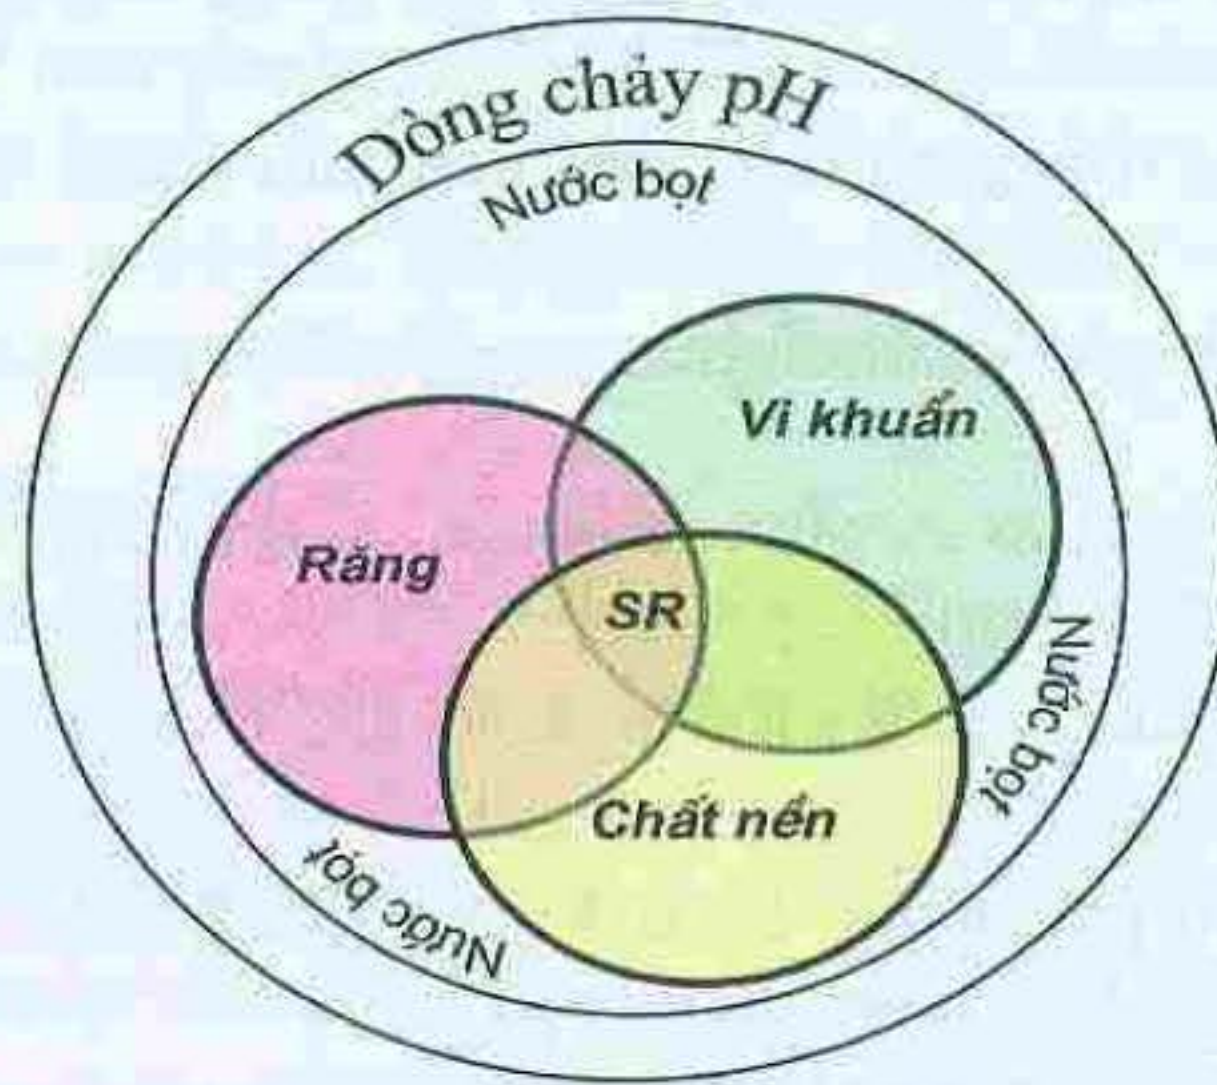 Dòng chảy pH
Nước bọt
Vi khuẩn
Răng
SR
Nước bọt
Chất nền
Nước bọt